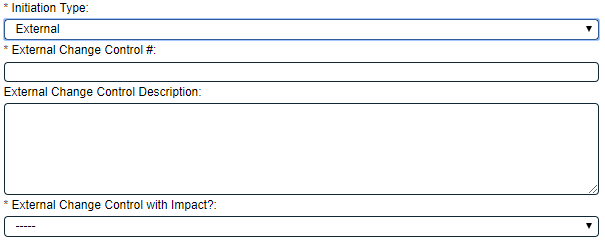 * Initiation Type:
External
* External Change Control #:
External Change Control Description:
* External Change Control with Impact?:
-----